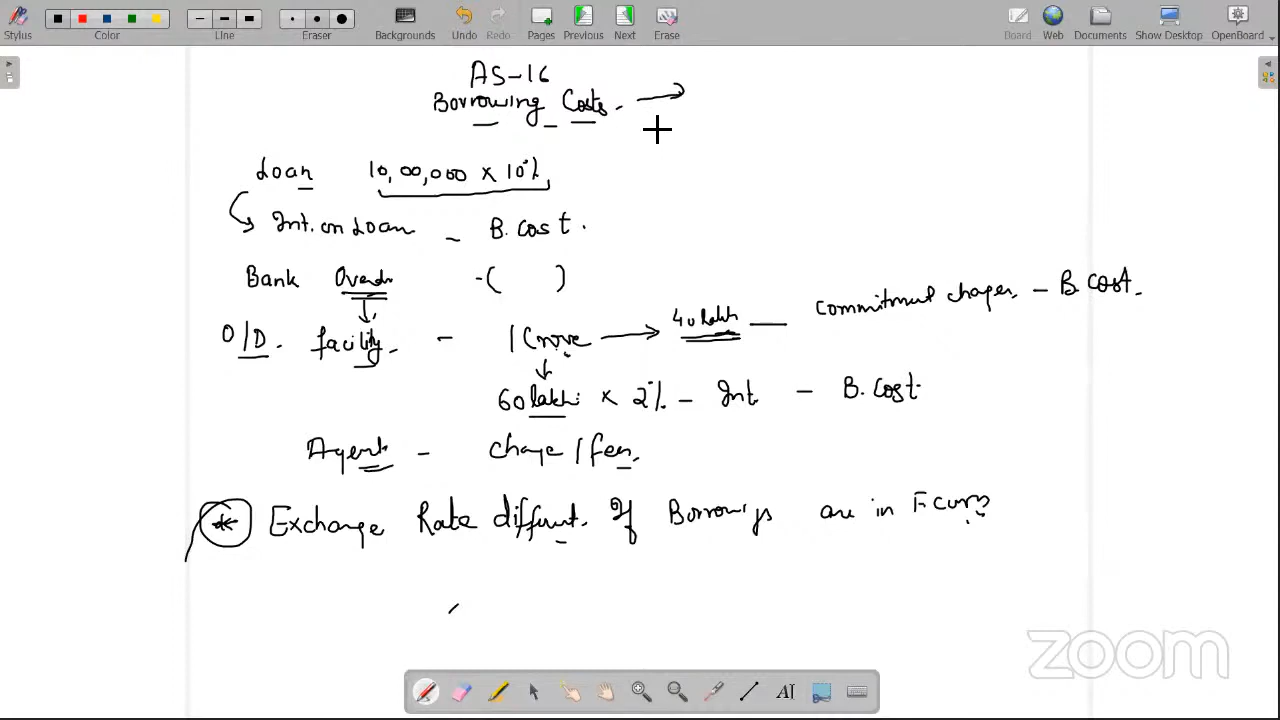 Stylus
Color
Line
Eraser
Backgrounds
Undo
Redo
Pages
Previous
Next
Erase
Board
Web
Documents
Show Desktop
OpenBoard
AS-16
Borrowing Costs.
Loan 10,00,000 x 10%
Int. on Loan - B. cost.
Bank Overdr -( )
O/D. facility. - 1 Crore → 40 lakh — commitment charges. - B. cost.
60 lakh x 2% - Int - B. cost.
Agent - charge / fees.
* Exchange Rate different. If Borrowings are in F. curr
zoom